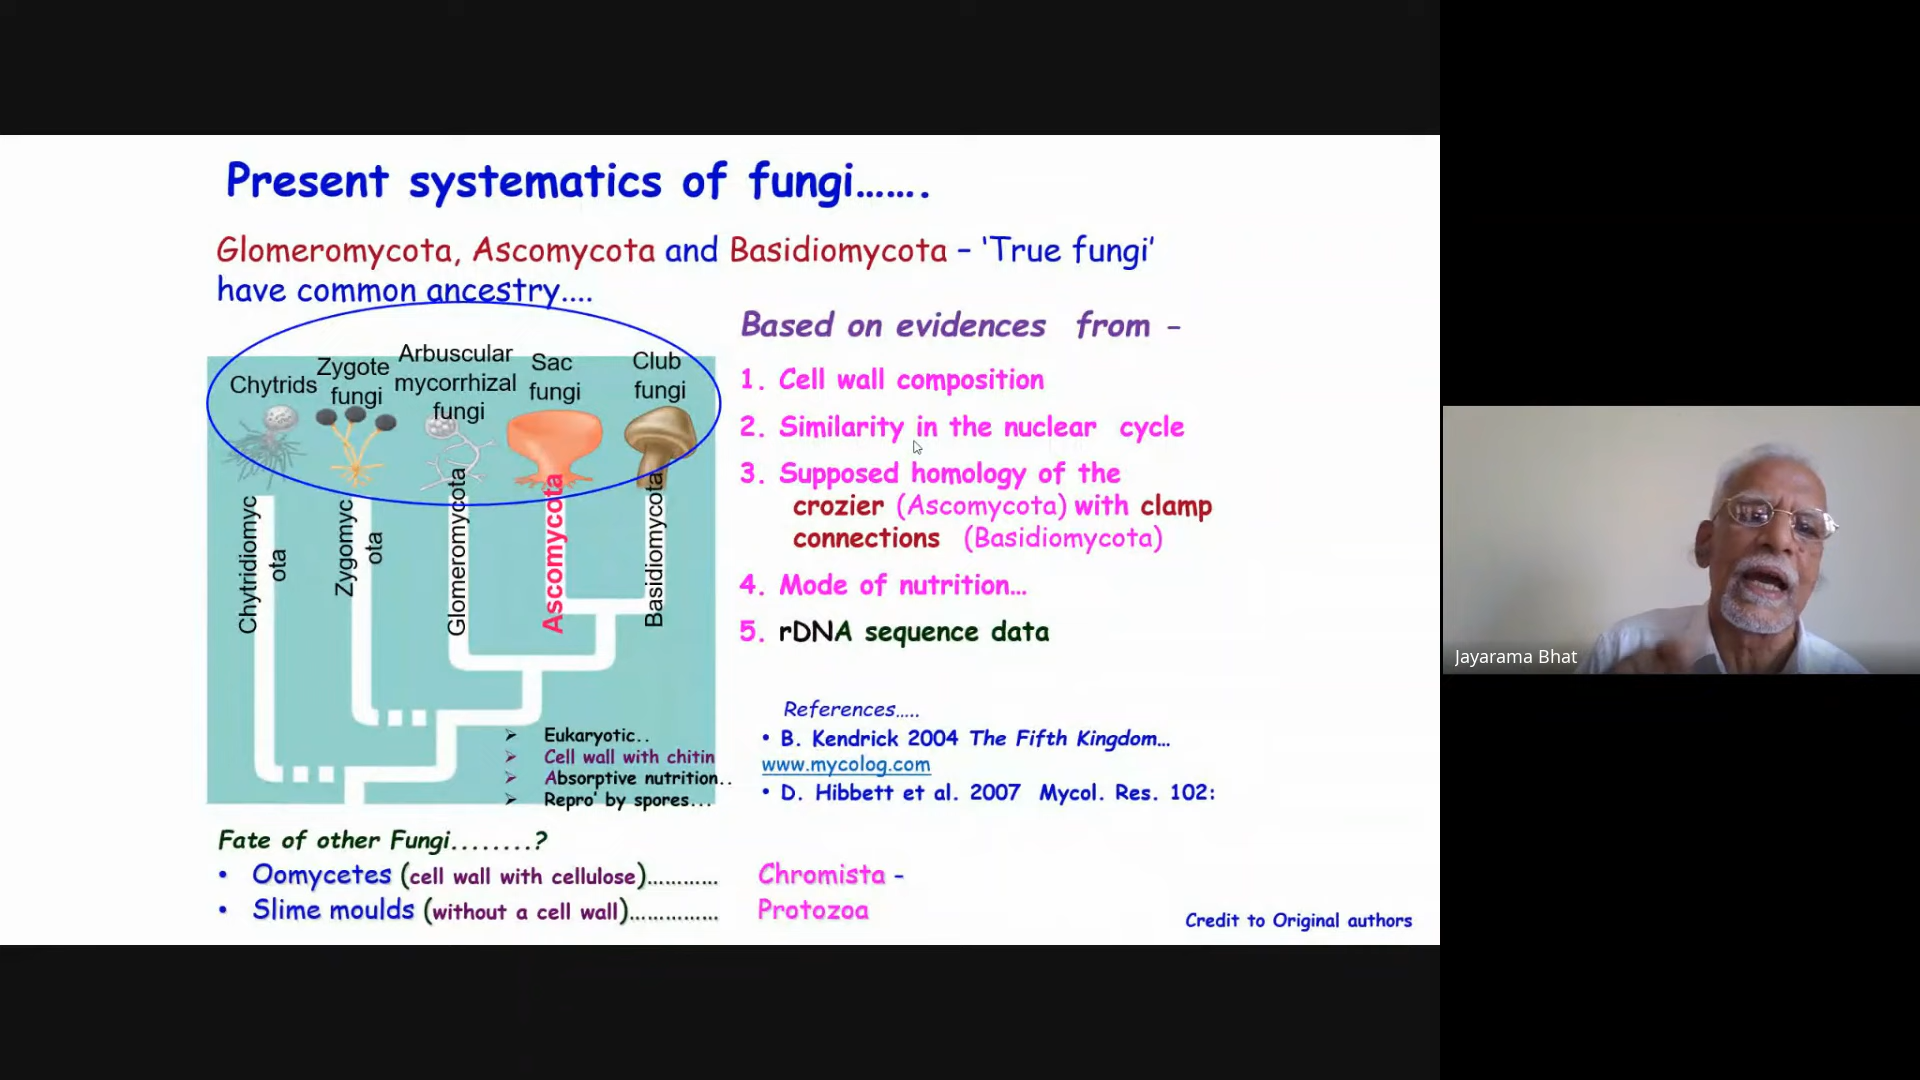 Present systematics of fungi…….
Glomeromycota, Ascomycota and Basidiomycota – ‘True fungi’
have common ancestry....
Chytrids
Zygote
fungi
Arbuscular
mycorrhizal
fungi
Sac
fungi
Club
fungi
Chytridiomyc
ota
Zygomyc
ota
Glomeromycota
Ascomycota
Basidiomycota
➢ Eukaryotic..
➢ Cell wall with chitin
➢ Absorptive nutrition..
➢ Repro’ by spores...
Based on evidences from -
1. Cell wall composition
2. Similarity in the nuclear cycle
3. Supposed homology of the
crozier (Ascomycota) with clamp
connections (Basidiomycota)
4. Mode of nutrition…
5. rDNA sequence data
References…..
• B. Kendrick 2004 The Fifth Kingdom…
www.mycolog.com
• D. Hibbett et al. 2007 Mycol. Res. 102:
Fate of other Fungi........?
• Oomycetes (cell wall with cellulose)………… Chromista -
• Slime moulds (without a cell wall)…………… Protozoa
Credit to Original authors
Jayarama Bhat